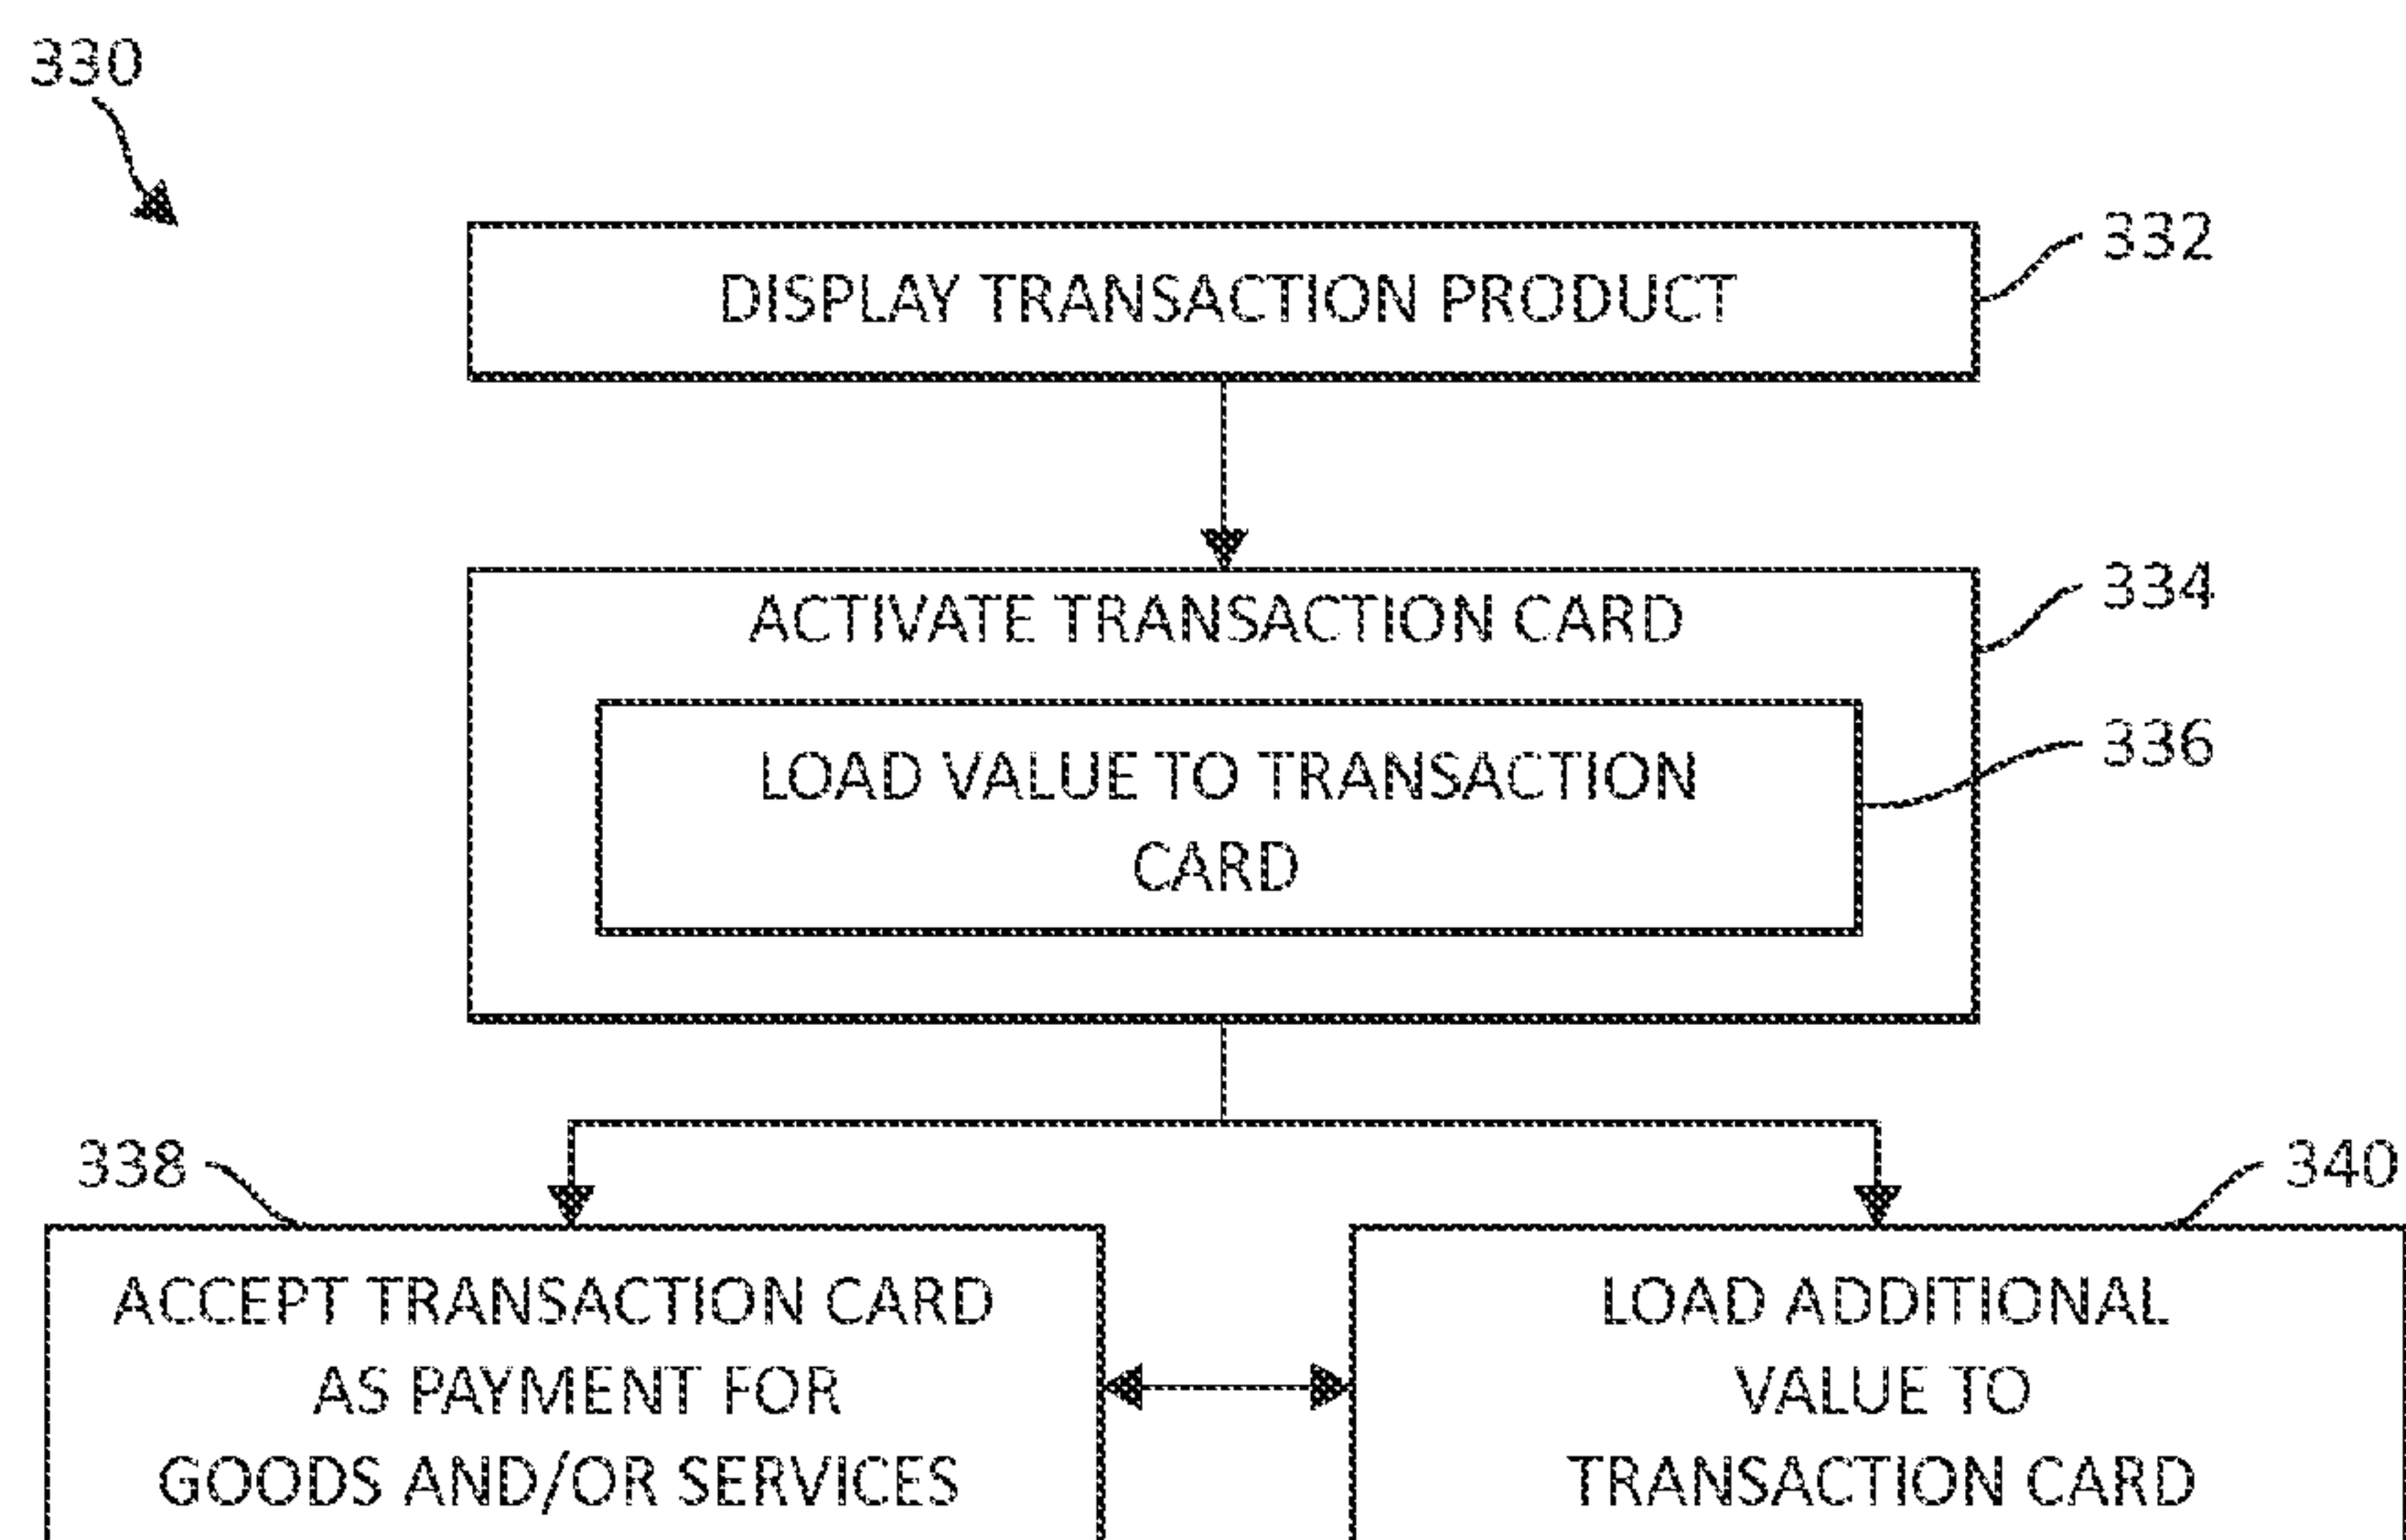 330
DISPLAY TRANSACTION PRODUCT
332
ACTIVATE TRANSACTION CARD
334
LOAD VALUE TO TRANSACTION
CARD
336
338
340
ACCEPT TRANSACTION CARD
AS PAYMENT FOR
GOODS AND/OR SERVICES
LOAD ADDITIONAL
VALUE TO
TRANSACTION CARD